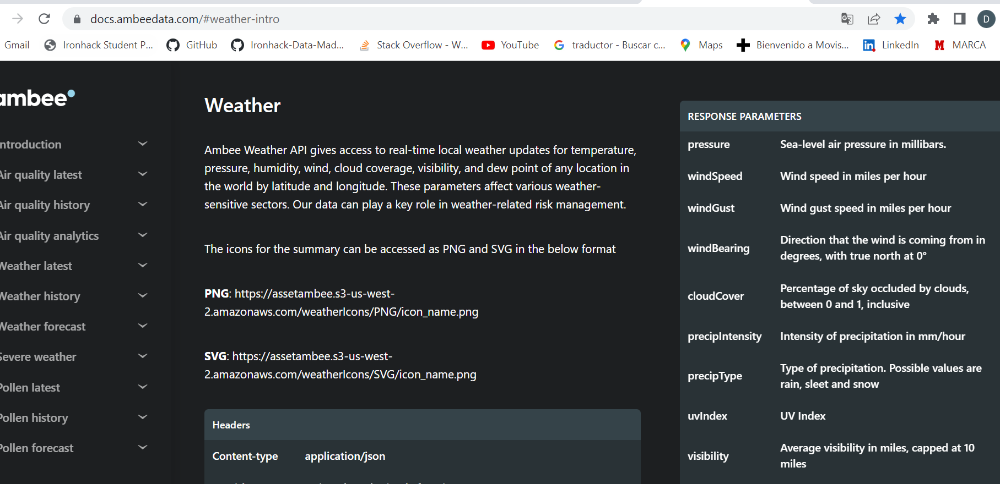 docs.ambeedata.com/#weather-intro
D
Gmail
Ironhack Student P...
GitHub
Ironhack-Data-Mad...
Stack Overflow - W...
YouTube
traductor - Buscar c...
Maps
Bienvenido a Movis...
LinkedIn
MARCA
ambee
ntroduction
Air quality latest
Air quality history
Air quality analytics
Weather latest
Weather history
Weather forecast
Severe weather
Pollen latest
Pollen history
Pollen forecast
Weather
Ambee Weather API gives access to real-time local weather updates for temperature,
pressure, humidity, wind, cloud coverage, visibility, and dew point of any location in
the world by latitude and longitude. These parameters affect various weather-
sensitive sectors. Our data can play a key role in weather-related risk management.
The icons for the summary can be accessed as PNG and SVG in the below format
PNG: https://assetambee.s3-us-west-
2.amazonaws.com/weatherIcons/PNG/icon_name.png
SVG: https://assetambee.s3-us-west-
2.amazonaws.com/weatherIcons/SVG/icon_name.png
Headers
Content-type application/json
RESPONSE PARAMETERS
pressure Sea-level air pressure in millibars.
windSpeed Wind speed in miles per hour
windGust Wind gust speed in miles per hour
windBearing Direction that the wind is coming from in
degrees, with true north at 0°
cloudCover Percentage of sky occluded by clouds,
between 0 and 1, inclusive
precipIntensity Intensity of precipitation in mm/hour
precipType Type of precipitation. Possible values are
rain, sleet and snow
uvIndex UV Index
visibility Average visibility in miles, capped at 10
miles